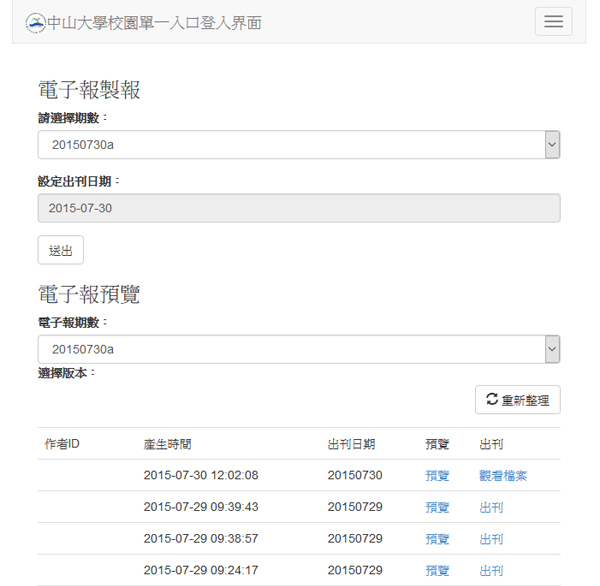 中山大學校園單一入口登入界面
電子報製報
請選擇期數：
20150730a
設定出刊日期：
2015-07-30
送出
電子報預覽
電子報期數：
20150730a
選擇版本：
重新整理
作者ID 產生時間 出刊日期 預覽 出刊
2015-07-30 12:02:08 20150730 預覽 觀看檔案
2015-07-29 09:39:43 20150729 預覽 出刊
2015-07-29 09:38:57 20150729 預覽 出刊
2015-07-29 09:24:17 20150729 預覽 出刊